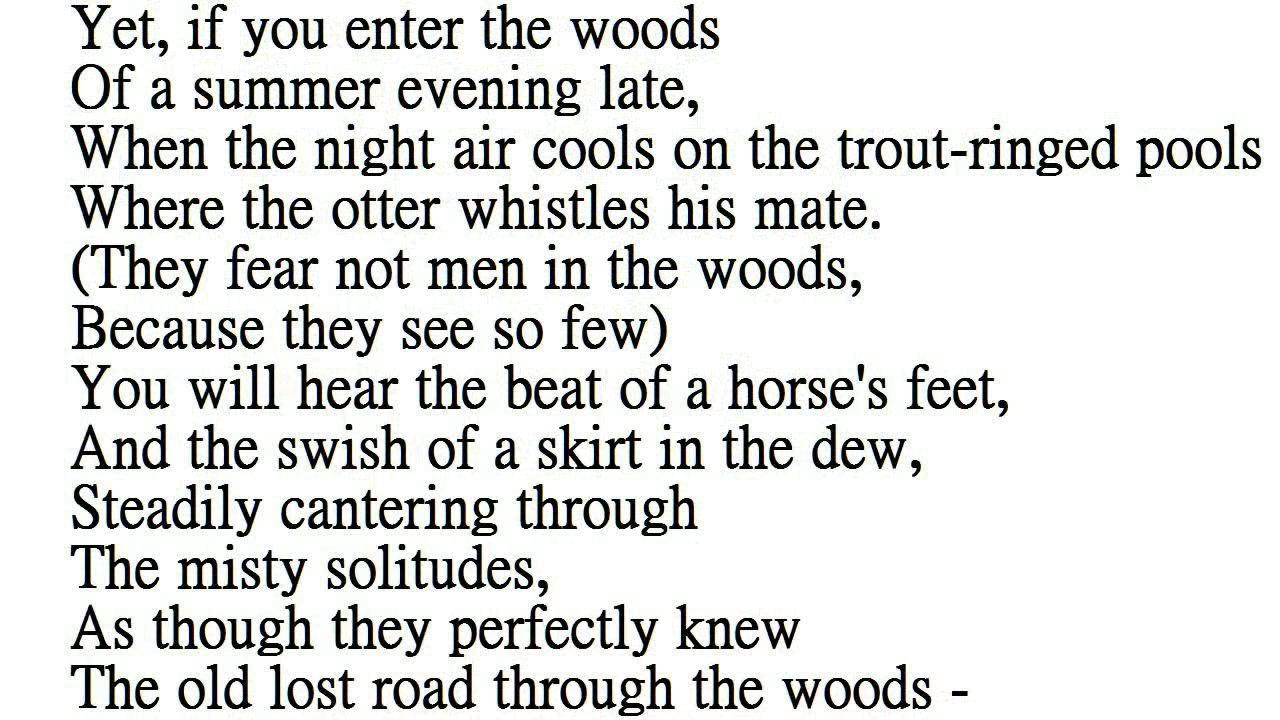 Yet, if you enter the woods
Of a summer evening late,
When the night air cools on the trout-ringed pools
Where the otter whistles his mate.
(They fear not men in the woods,
Because they see so few)
You will hear the beat of a horse's feet,
And the swish of a skirt in the dew,
Steadily cantering through
The misty solitudes,
As though they perfectly knew
The old lost road through the woods -